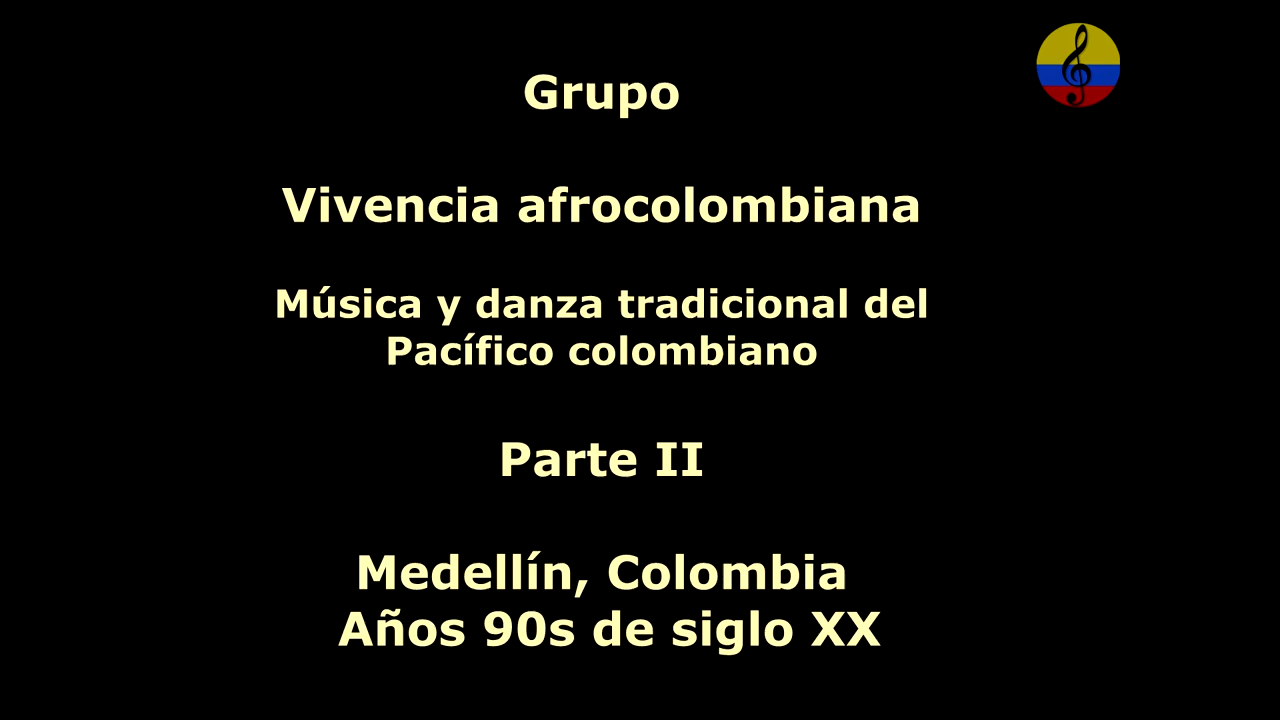 Grupo
Vivencia afrocolombiana
Música y danza tradicional del
Pacífico colombiano
Parte II
Medellín, Colombia
Años 90s de siglo XX